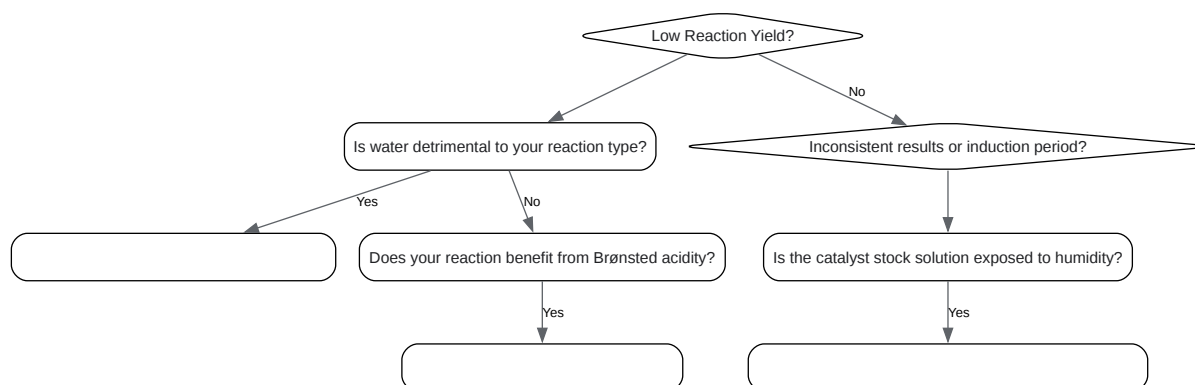 Low Reaction Yield?
No
Is water detrimental to your reaction type?
Inconsistent results or induction period?
Yes
No
Does your reaction benefit from Brønsted acidity?
Is the catalyst stock solution exposed to humidity?
Yes
Yes